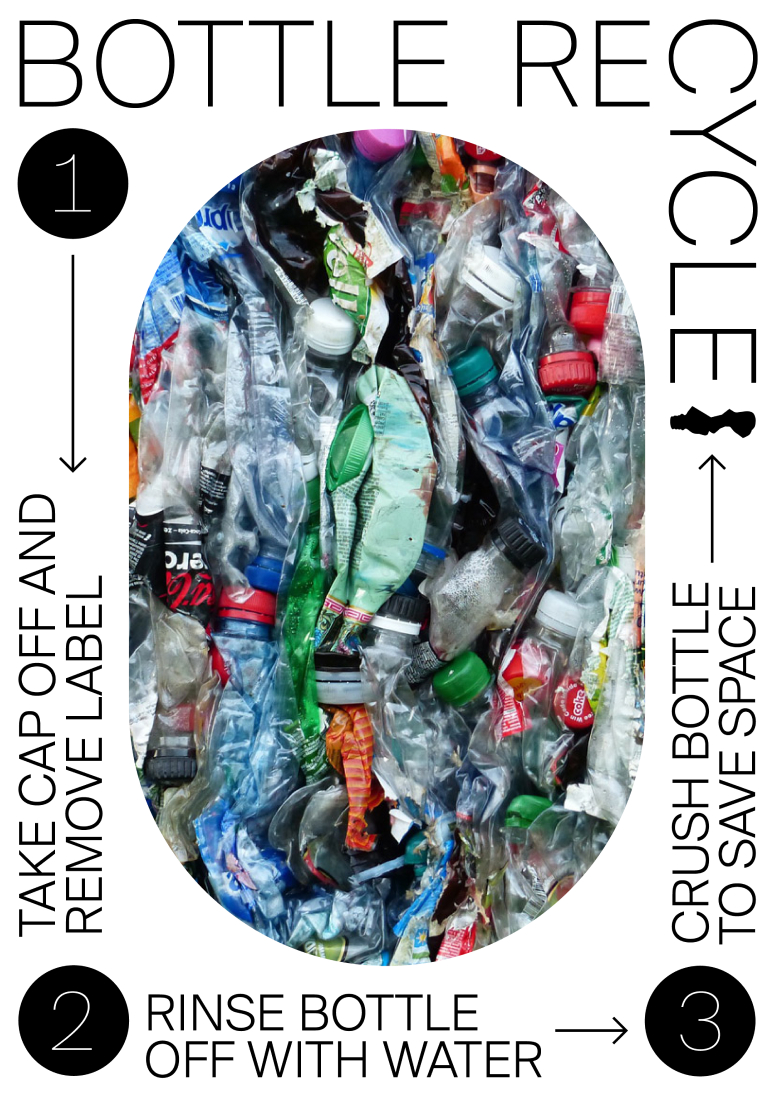 BOTTLE RECYCLE
1
TAKE CAP OFF AND
REMOVE LABEL
2
RINSE BOTTLE
OFF WITH WATER
3
CRUSH BOTTLE
TO SAVE SPACE